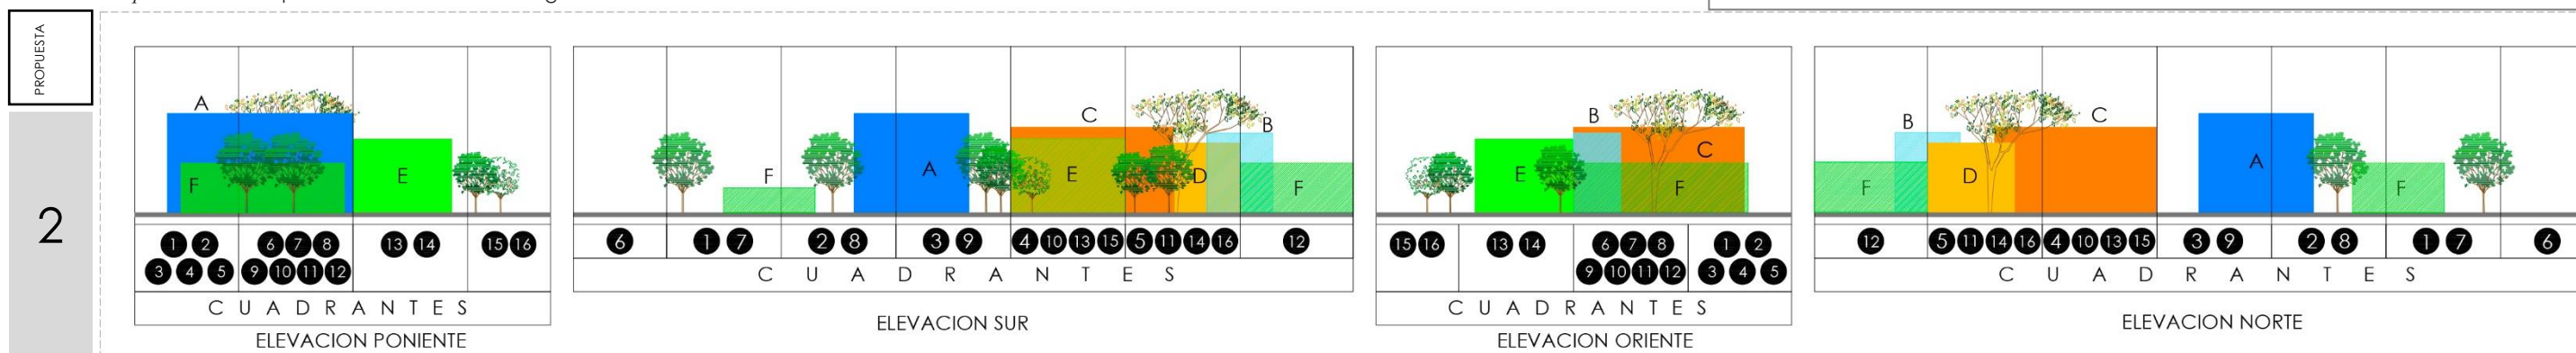 PROPUESTA
2
A
F
E
1 2 6 7 8 13 14 15 16
3 4 5 9 10 11 12
C U A D R A N T E S
ELEVACION PONIENTE
F
A
C
E
D
B
F
6 1 7 2 8 3 9 4 10 13 15 5 11 14 16 12
C U A D R A N T E S
ELEVACION SUR
B
E
C
F
15 16 13 14 6 7 8 1 2
9 10 11 12 3 4 5
C U A D R A N T E S
ELEVACION ORIENTE
B
F
D
C
A
F
12 5 11 14 16 4 10 13 15 3 9 2 8 1 7 6
C U A D R A N T E S
ELEVACION NORTE